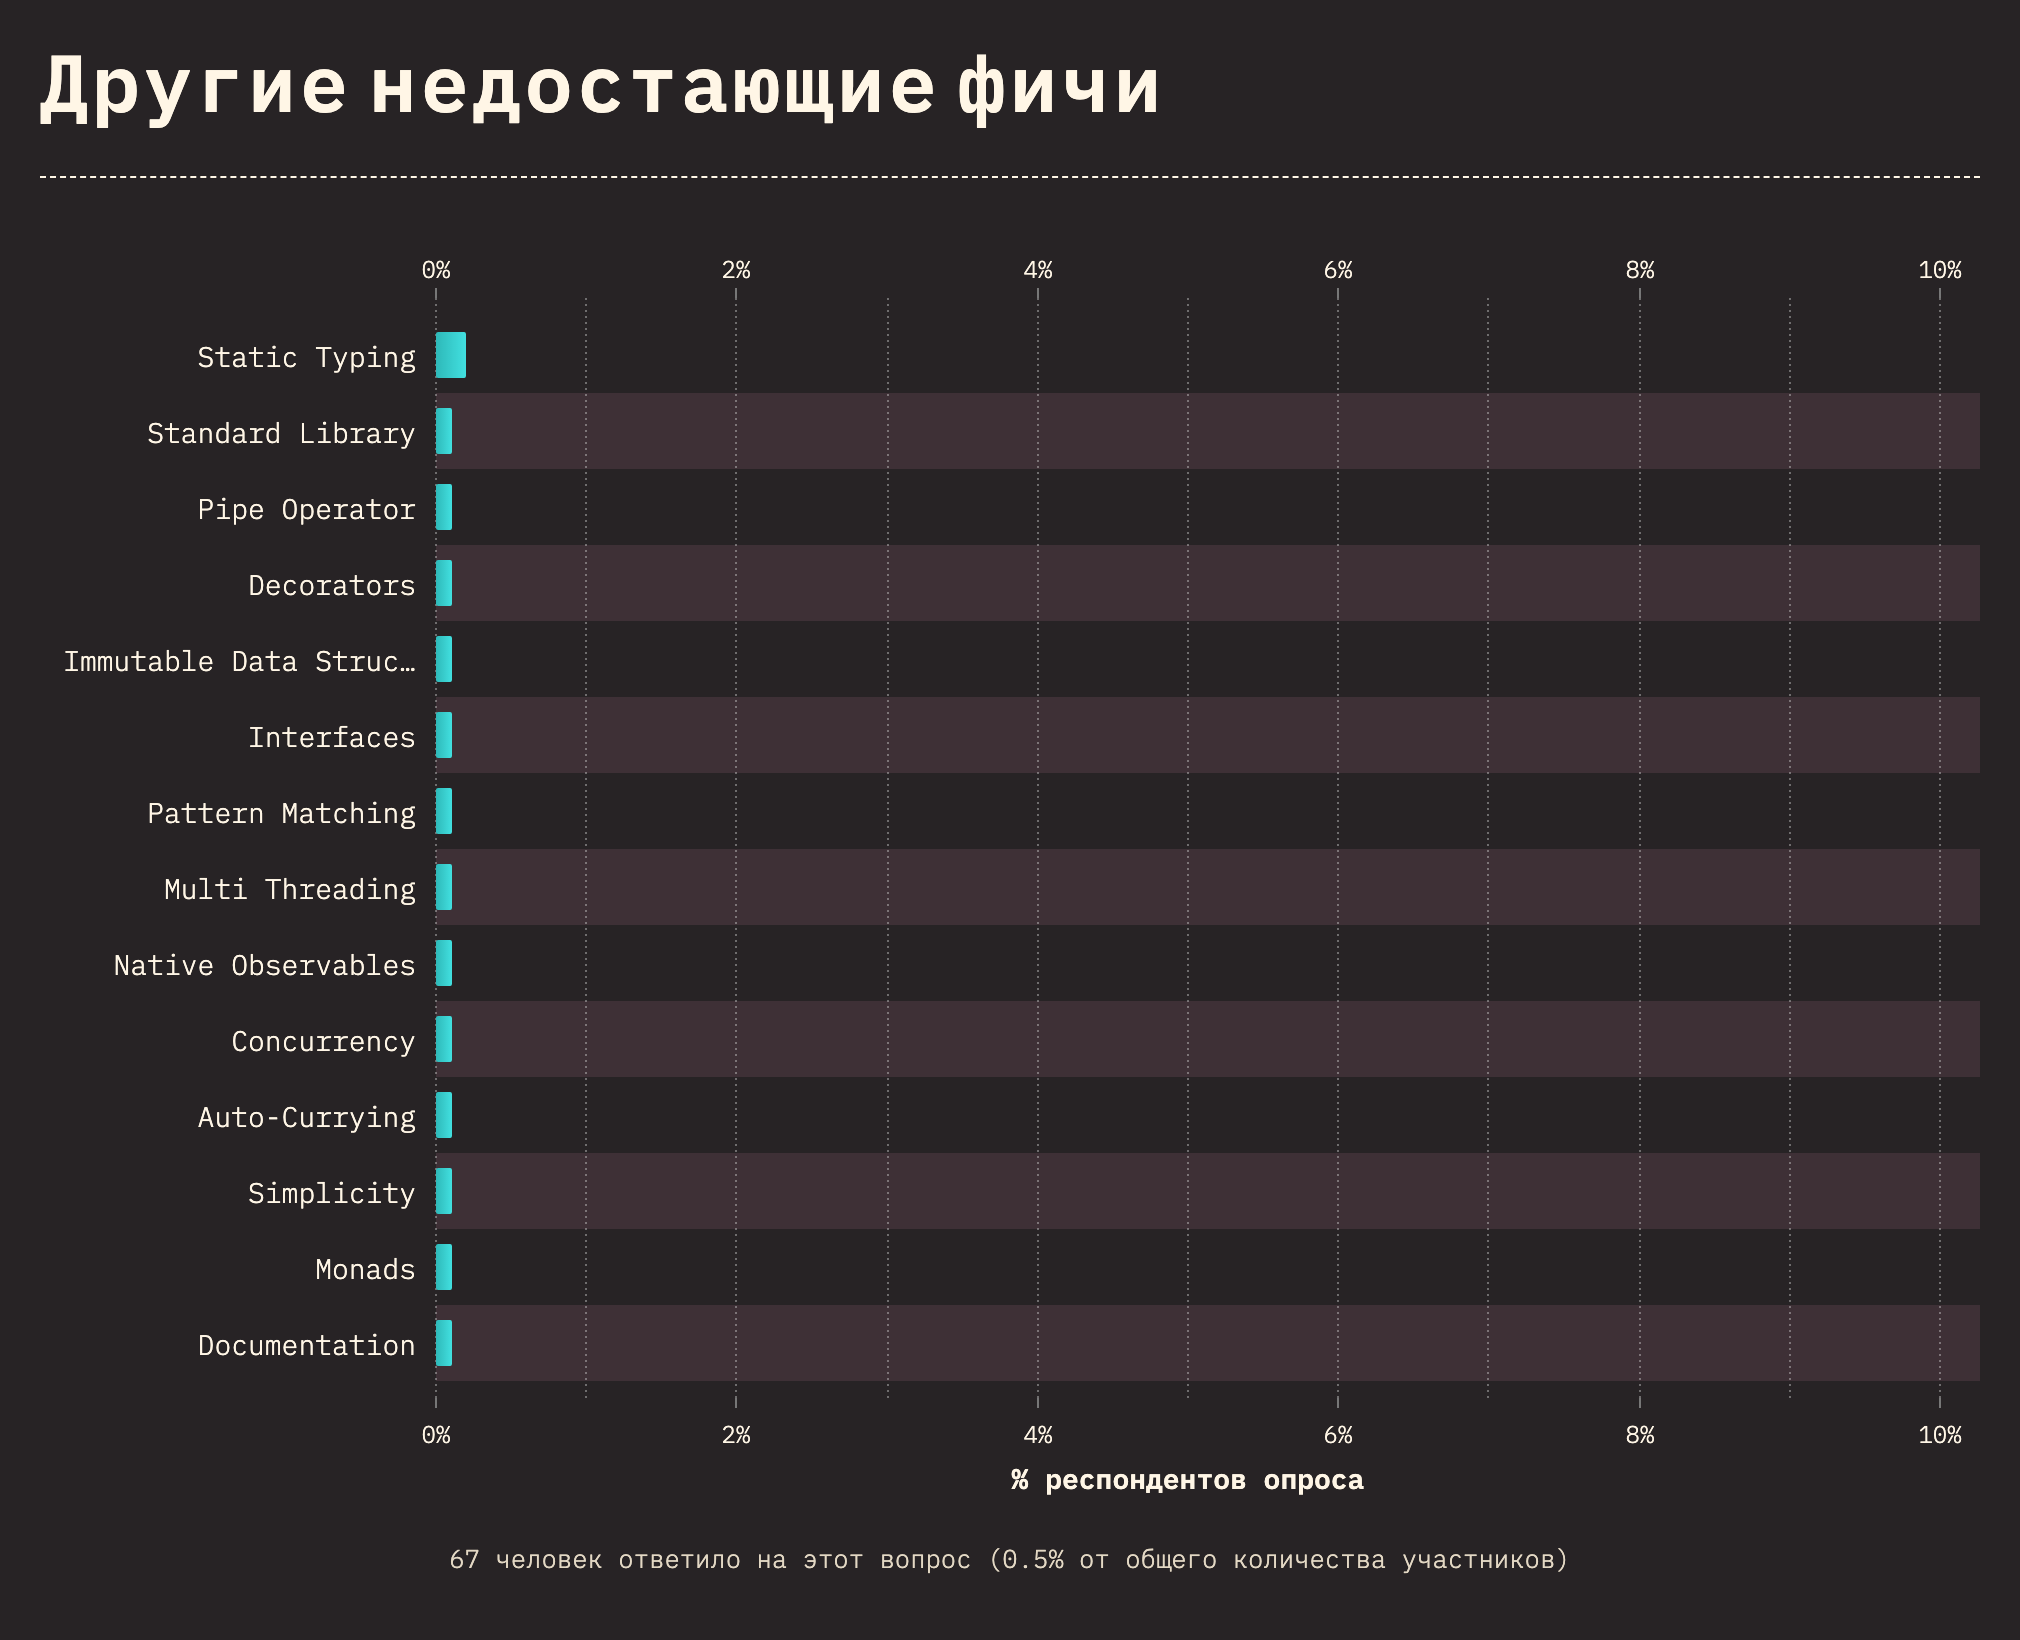 Другие недостающие фичи
0% 2% 4% 6% 8% 10%
Static Typing
Standard Library
Pipe Operator
Decorators
Immutable Data Struc…
Interfaces
Pattern Matching
Multi Threading
Native Observables
Concurrency
Auto-Currying
Simplicity
Monads
Documentation
0% 2% 4% 6% 8% 10%
% респондентов опроса
67 человек ответило на этот вопрос (0.5% от общего количества участников)